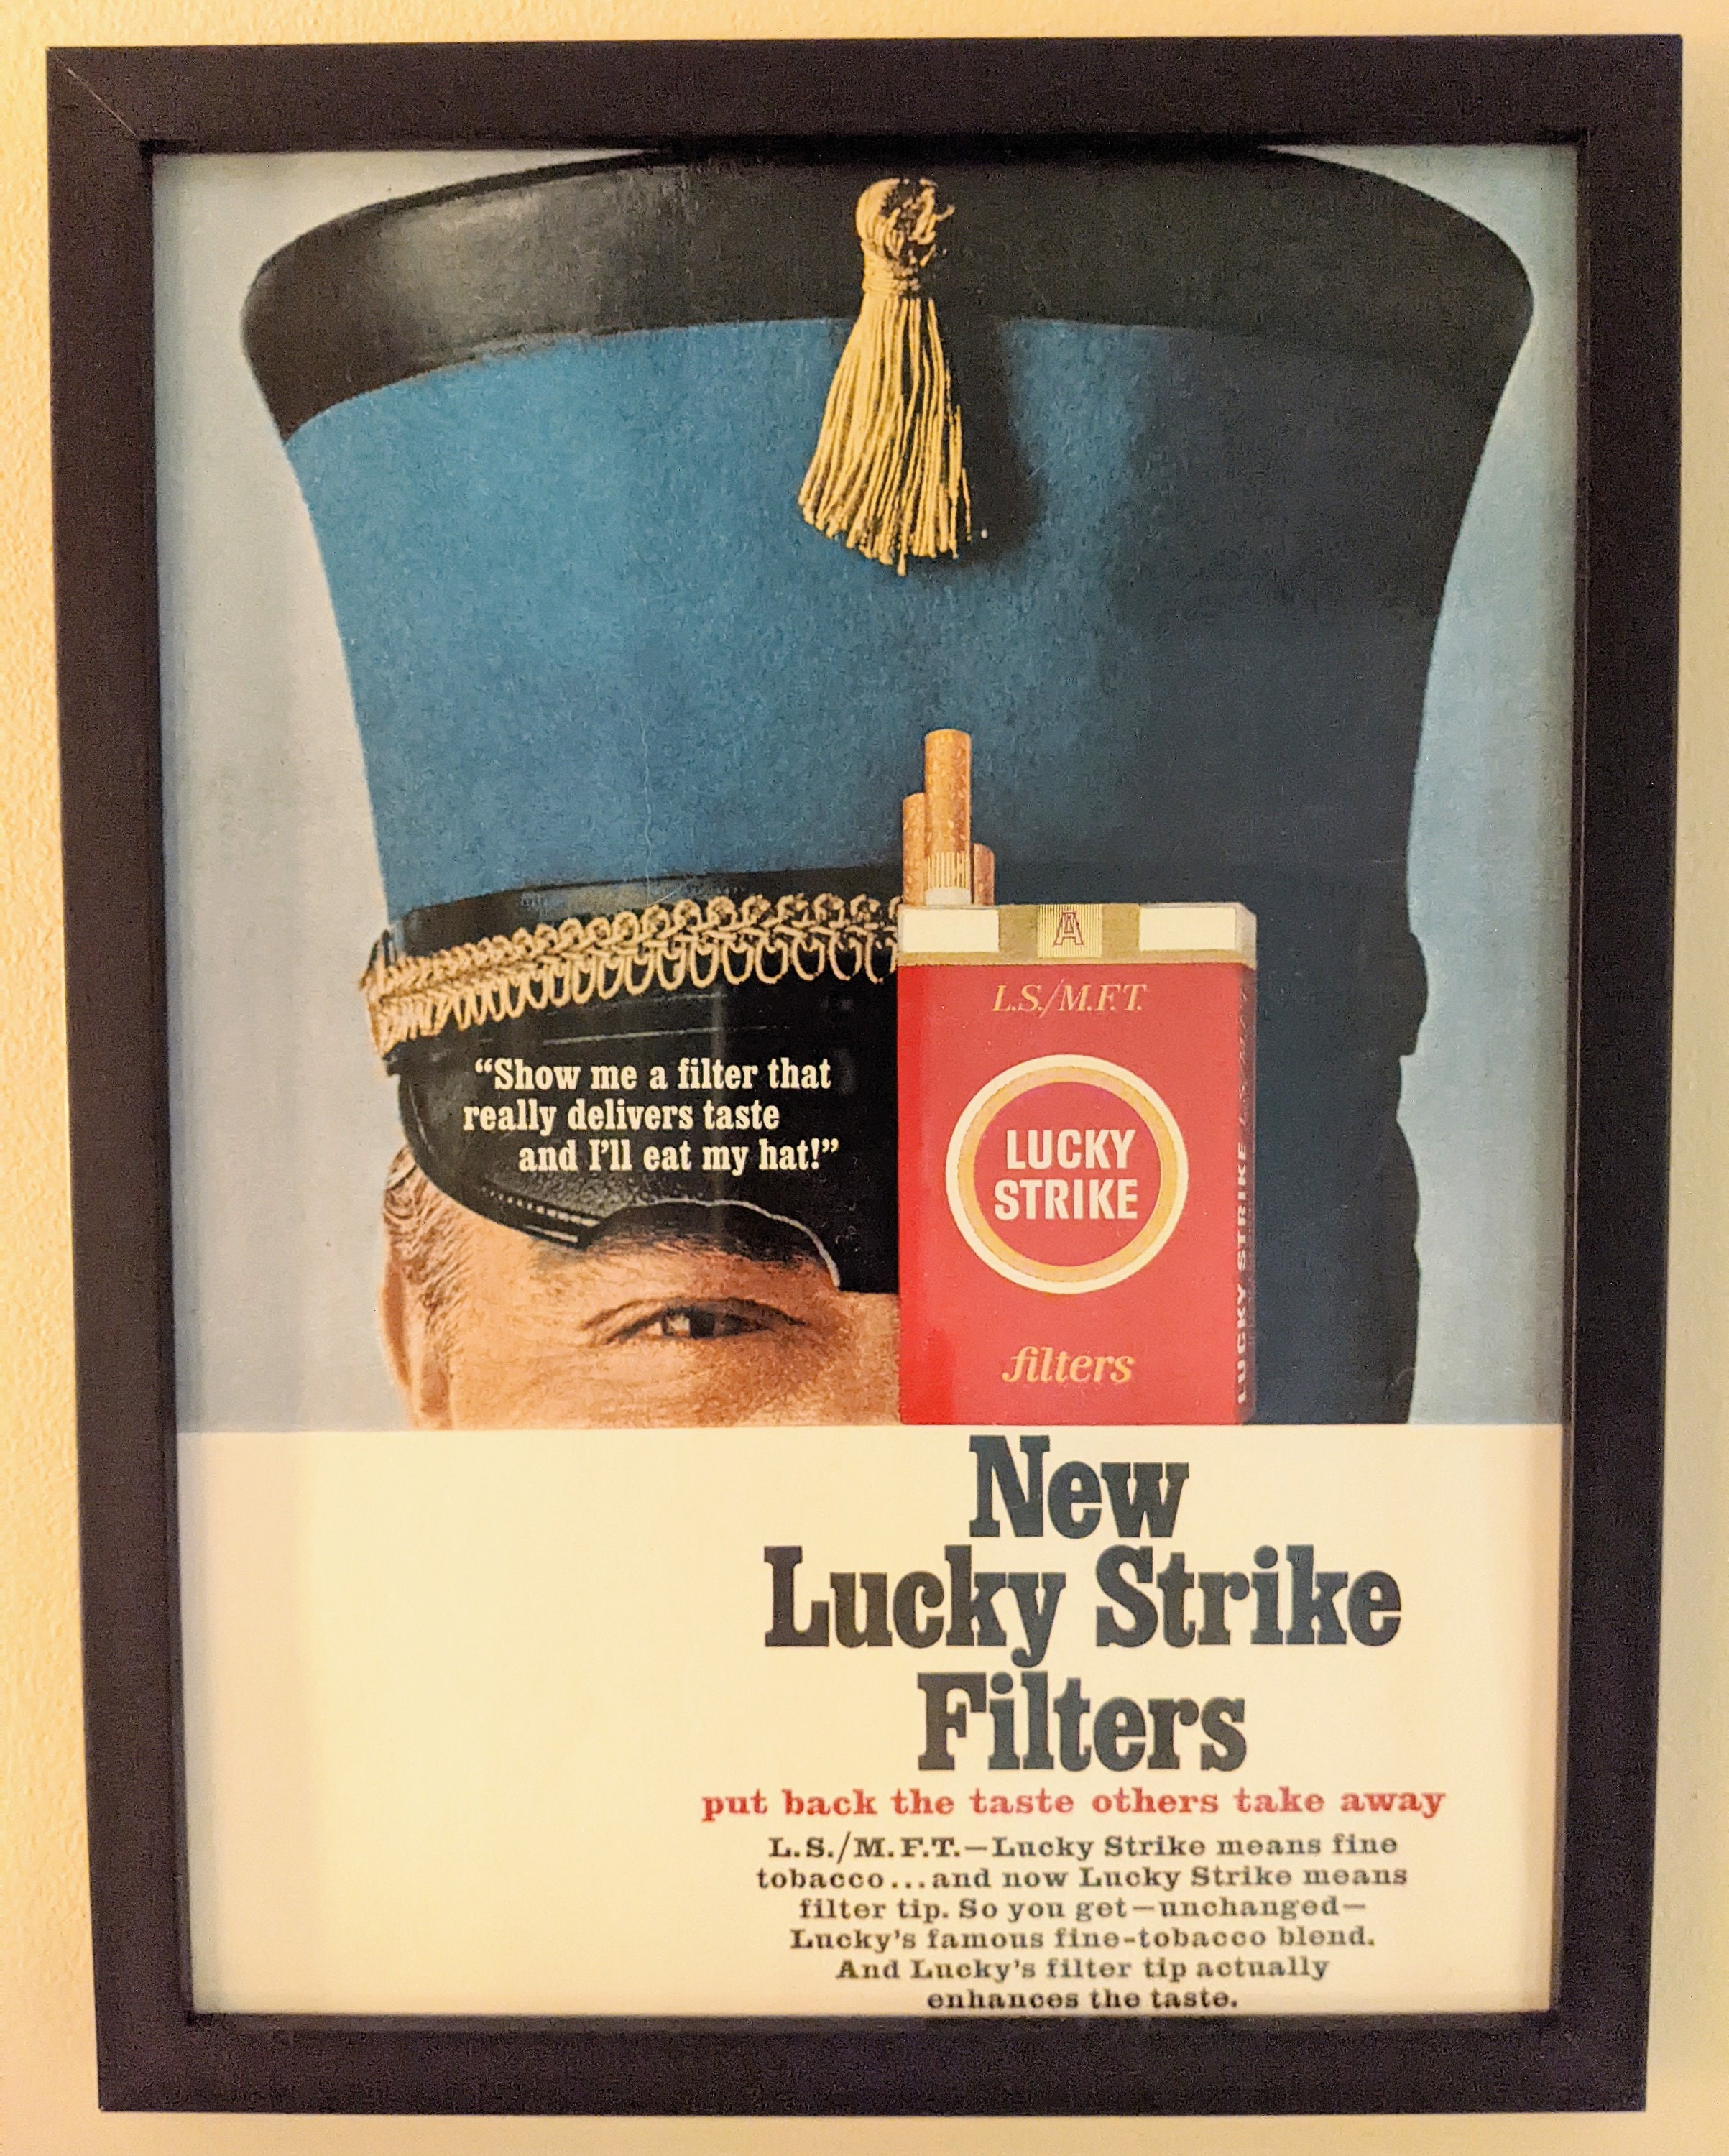 “Show me a filter that
really delivers taste
and I’ll eat my hat!”
L.S./M.F.T.
LUCKY
STRIKE
filters
LUCKY STRIKE L.S./M.F.T.
New
Lucky Strike
Filters
put back the taste others take away
L.S./M.F.T.—Lucky Strike means fine
tobacco...and now Lucky Strike means
filter tip. So you get—unchanged—
Lucky’s famous fine-tobacco blend.
And Lucky’s filter tip actually
enhances the taste.